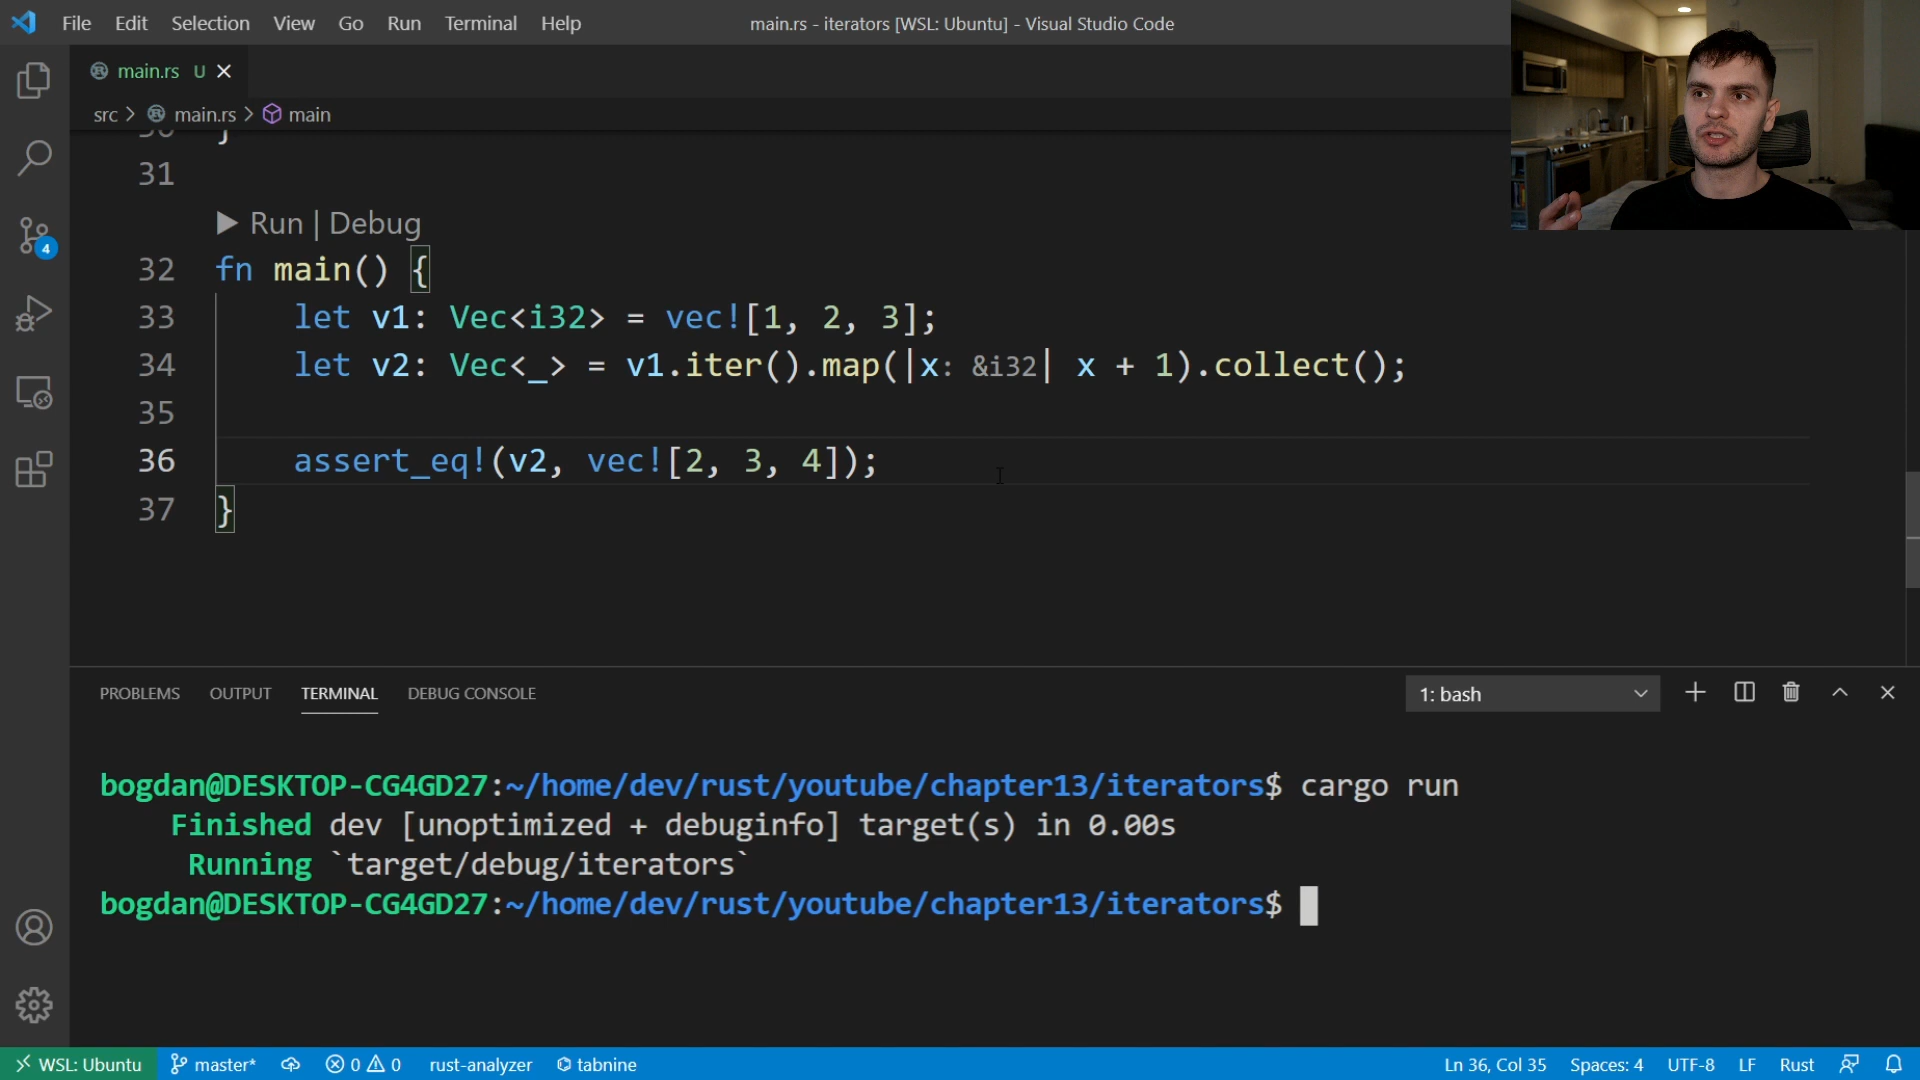 File Edit Selection View Go Run Terminal Help
main.rs - iterators [WSL: Ubuntu] - Visual Studio Code
main.rs U
src > main.rs > main
30 }
31
Run | Debug
32 fn main() {
33 let v1: Vec<i32> = vec![1, 2, 3];
34 let v2: Vec<_> = v1.iter().map(|x: &i32| x + 1).collect();
35
36 assert_eq!(v2, vec![2, 3, 4]);
37 }
4
PROBLEMS OUTPUT TERMINAL DEBUG CONSOLE
1: bash
bogdan@DESKTOP-CG4GD27:~/home/dev/rust/youtube/chapter13/iterators$ cargo run
Finished dev [unoptimized + debuginfo] target(s) in 0.00s
Running `target/debug/iterators`
bogdan@DESKTOP-CG4GD27:~/home/dev/rust/youtube/chapter13/iterators$
WSL: Ubuntu master* 0 0 rust-analyzer tabnine
Ln 36, Col 35 Spaces: 4 UTF-8 LF Rust